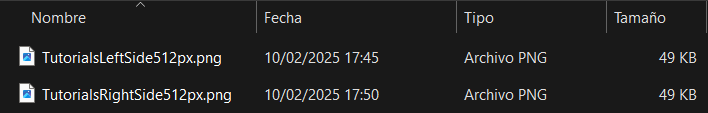 Nombre Fecha Tipo Tamaño
TutorialsLeftSide512px.png 10/02/2025 17:45 Archivo PNG 49 KB
TutorialsRightSide512px.png 10/02/2025 17:50 Archivo PNG 49 KB